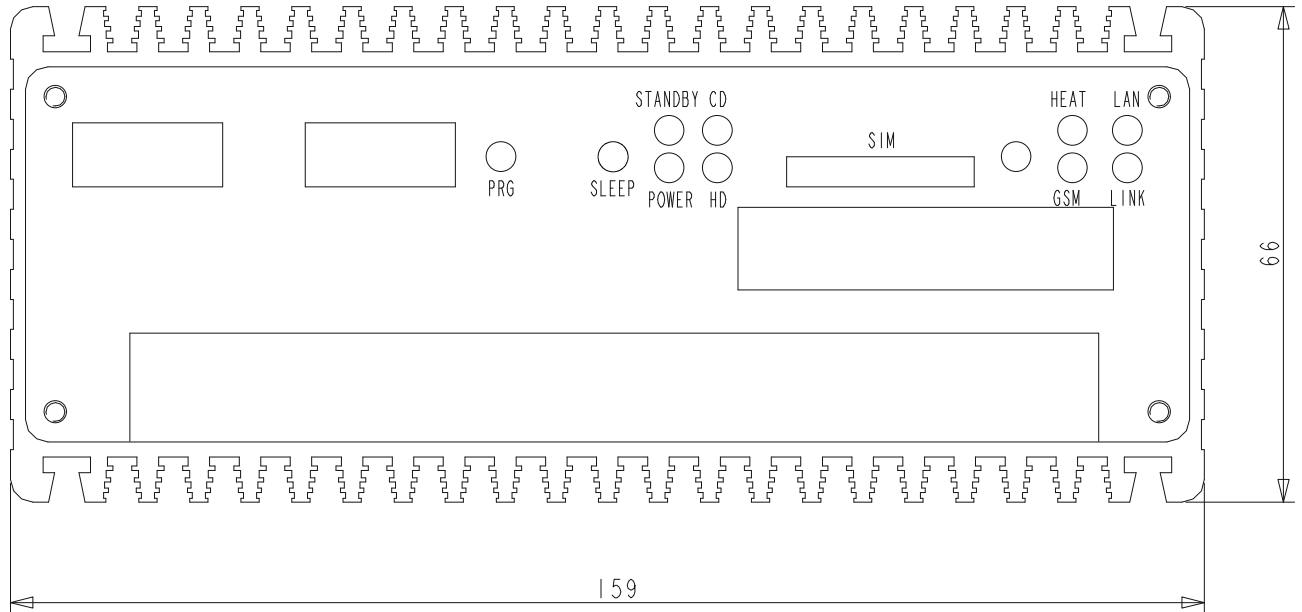 STANDBY CD HEAT LAN
SIM
PRG SLEEP POWER HD GSM LINK
66
159